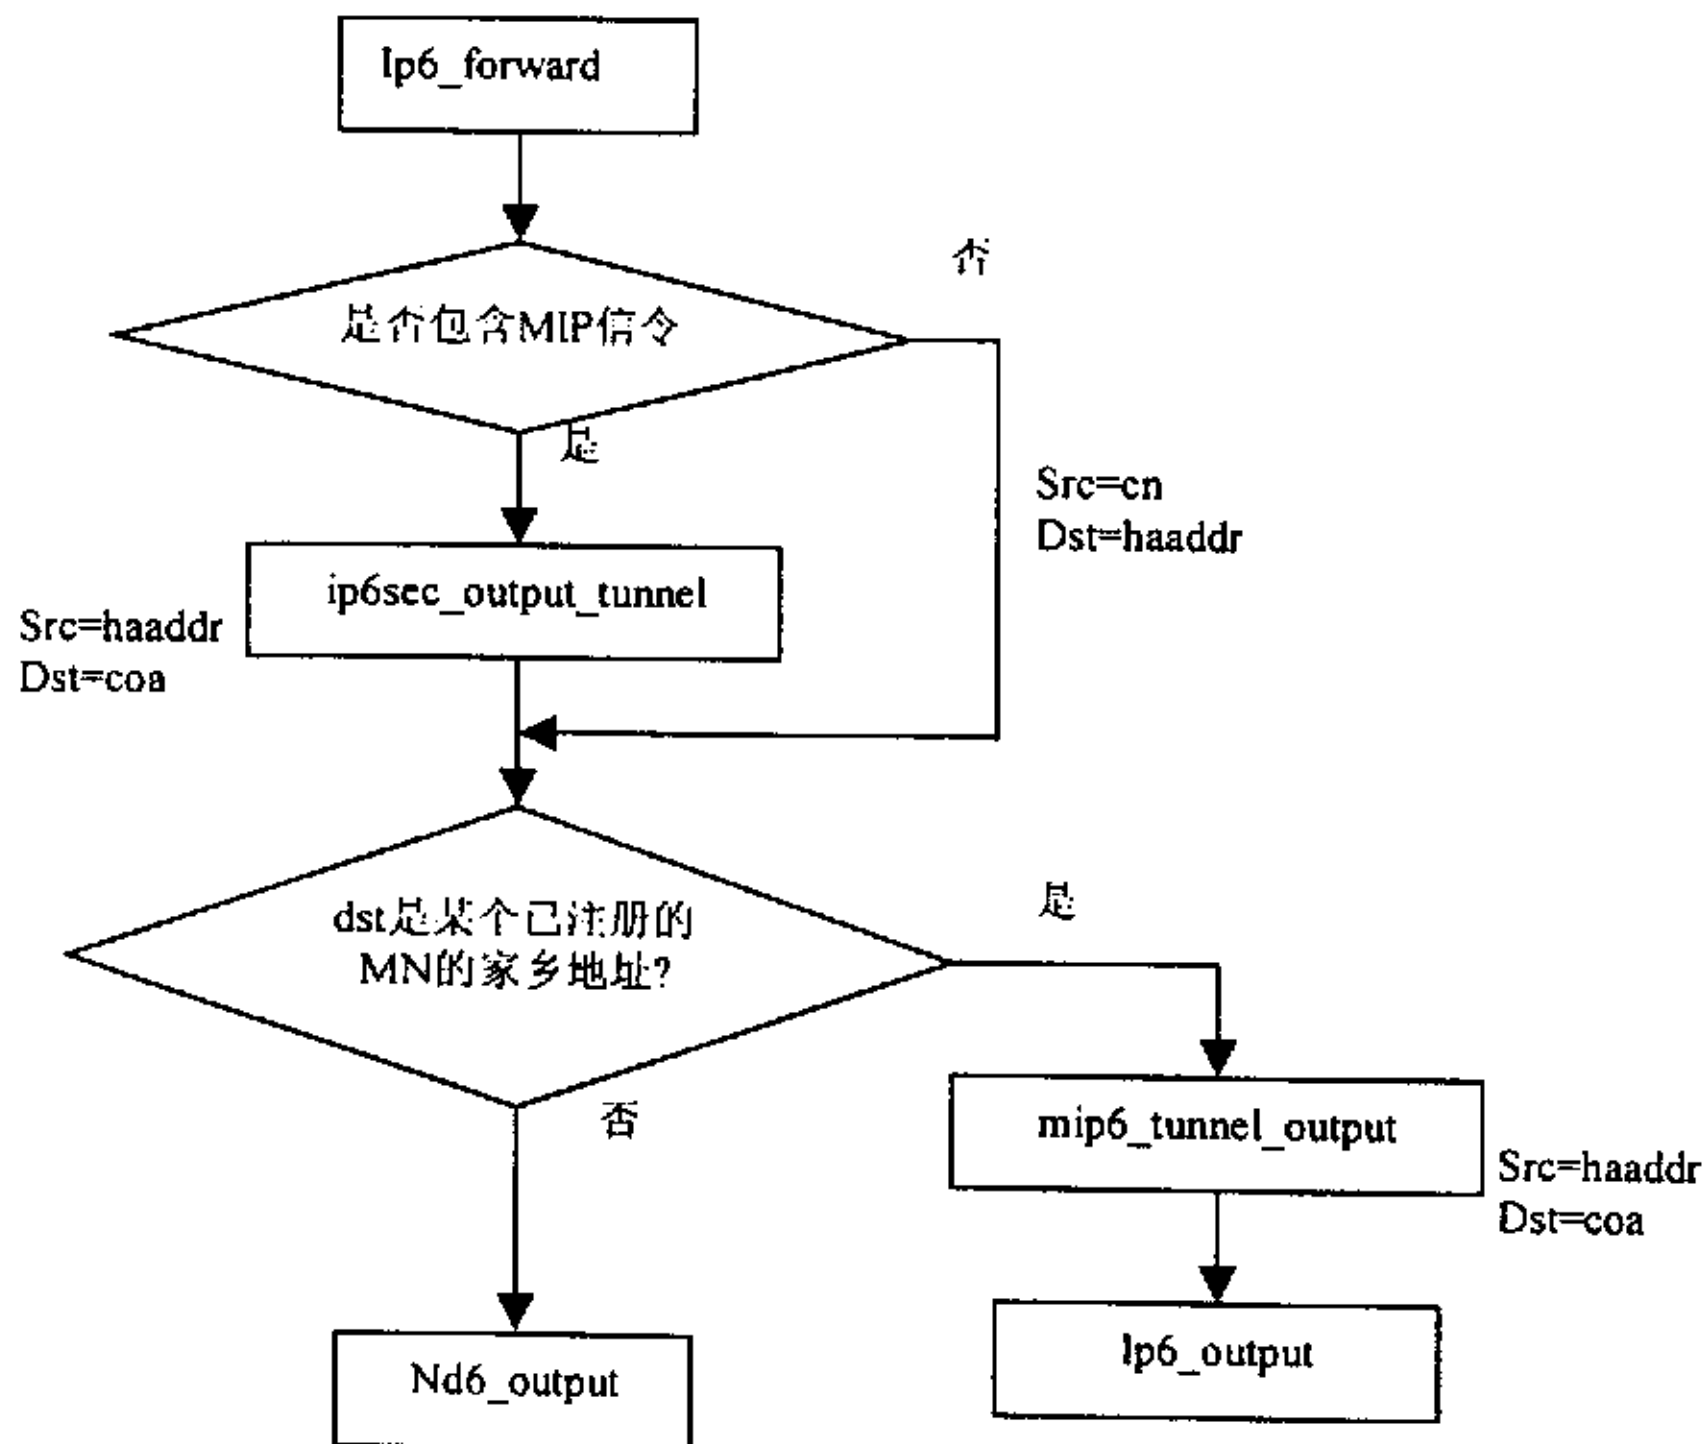 Ip6_forward
否
是否包含MIP信令
是
Src=cn
Dst=haaddr
ip6sec_output_tunnel
Src=haaddr
Dst=coa
dst是某个已注册的
MN的家乡地址?
是
否
mip6_tunnel_output
Src=haaddr
Dst=coa
Ip6_output
Nd6_output